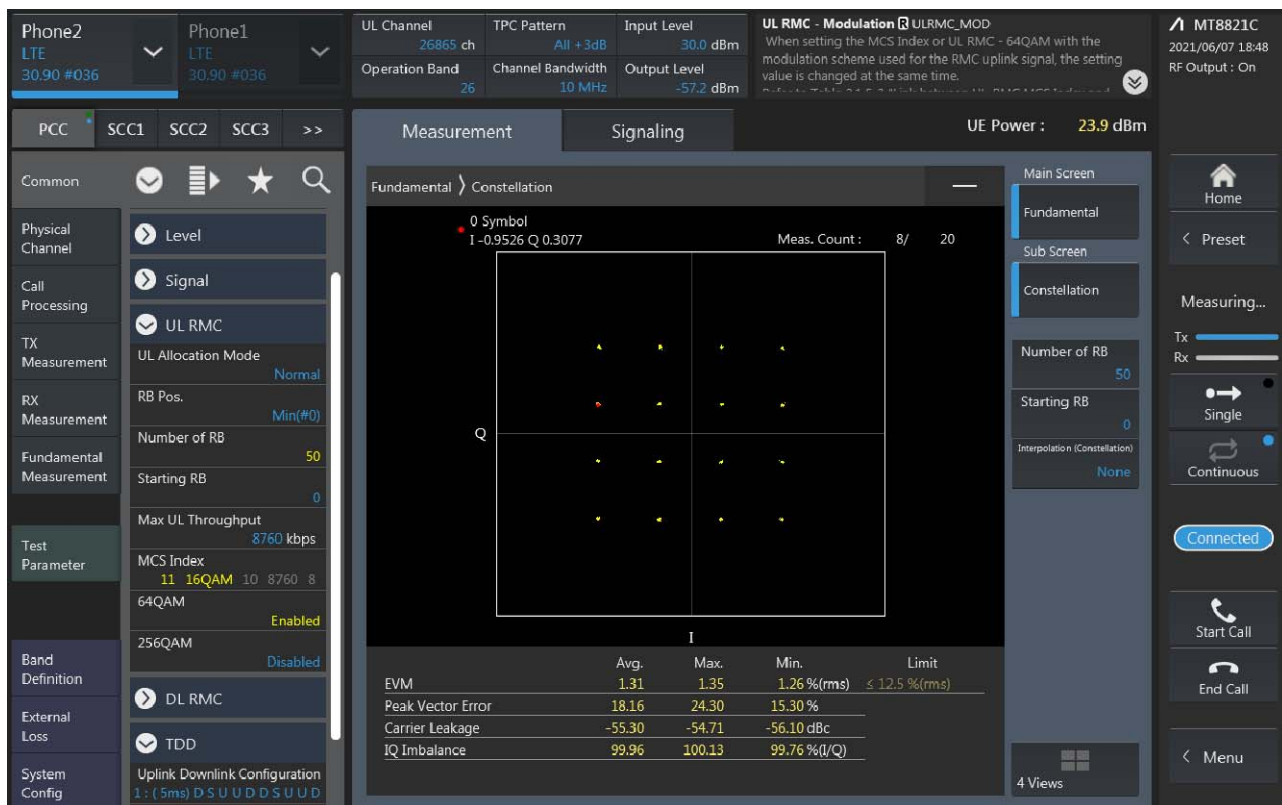 Phone2
LTE
30.90 #036
Phone1
LTE
30.90 #036
UL Channel
26865 ch
TPC Pattern
All +3dB
Input Level
30.0 dBm
Operation Band
26
Channel Bandwidth
10 MHz
Output Level
-57.2 dBm
UL RMC - Modulation R ULRMC_MOD
When setting the MCS Index or UL RMC - 64QAM with the
modulation scheme used for the RMC uplink signal, the setting
value is changed at the same time.
MT8821C
2021/06/07 18:48
RF Output : On
PCC
SCC1
SCC2
SCC3
>>
Measurement
Signaling
UE Power : 23.9 dBm
Common
Physical
Channel
Call
Processing
TX
Measurement
RX
Measurement
Fundamental
Measurement
Test
Parameter
Band
Definition
External
Loss
System
Config
Level
Signal
UL RMC
UL Allocation Mode
Normal
RB Pos.
Min(#0)
Number of RB
50
Starting RB
0
Max UL Throughput
8760 kbps
MCS Index
11 16QAM 10 8760 8
64QAM
Enabled
256QAM
Disabled
DL RMC
TDD
Uplink Downlink Configuration
1 : ( 5ms) D S U U D D S U U D
Fundamental 〉 Constellation
0 Symbol
I -0.9526 Q 0.3077
Meas. Count : 8/ 20
Q
I
Avg. Max. Min. Limit
EVM 1.31 1.35 1.26 %(rms) ≤ 12.5 %(rms)
Peak Vector Error 18.16 24.30 15.30 %
Carrier Leakage -55.30 -54.71 -56.10 dBc
IQ Imbalance 99.96 100.13 99.76 %(I/Q)
Main Screen
Fundamental
Sub Screen
Constellation
Number of RB
50
Starting RB
0
Interpolation (Constellation)
None
4 Views
Home
< Preset
Measuring...
Tx
Rx
Single
Continuous
Connected
Start Call
End Call
< Menu